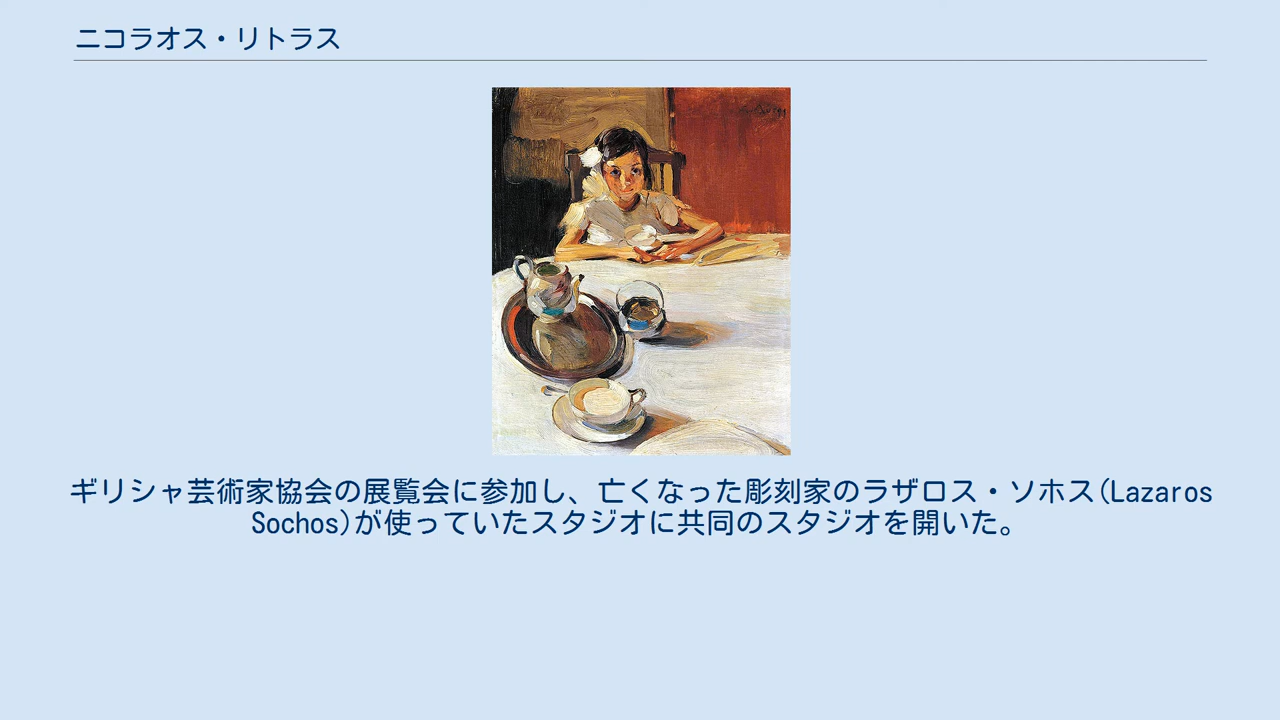 ニコラオス・リトラス
ギリシャ芸術家協会の展覧会に参加し、亡くなった彫刻家のラザロス・ソホス(Lazaros
Sochos)が使っていたスタジオに共同のスタジオを開いた。